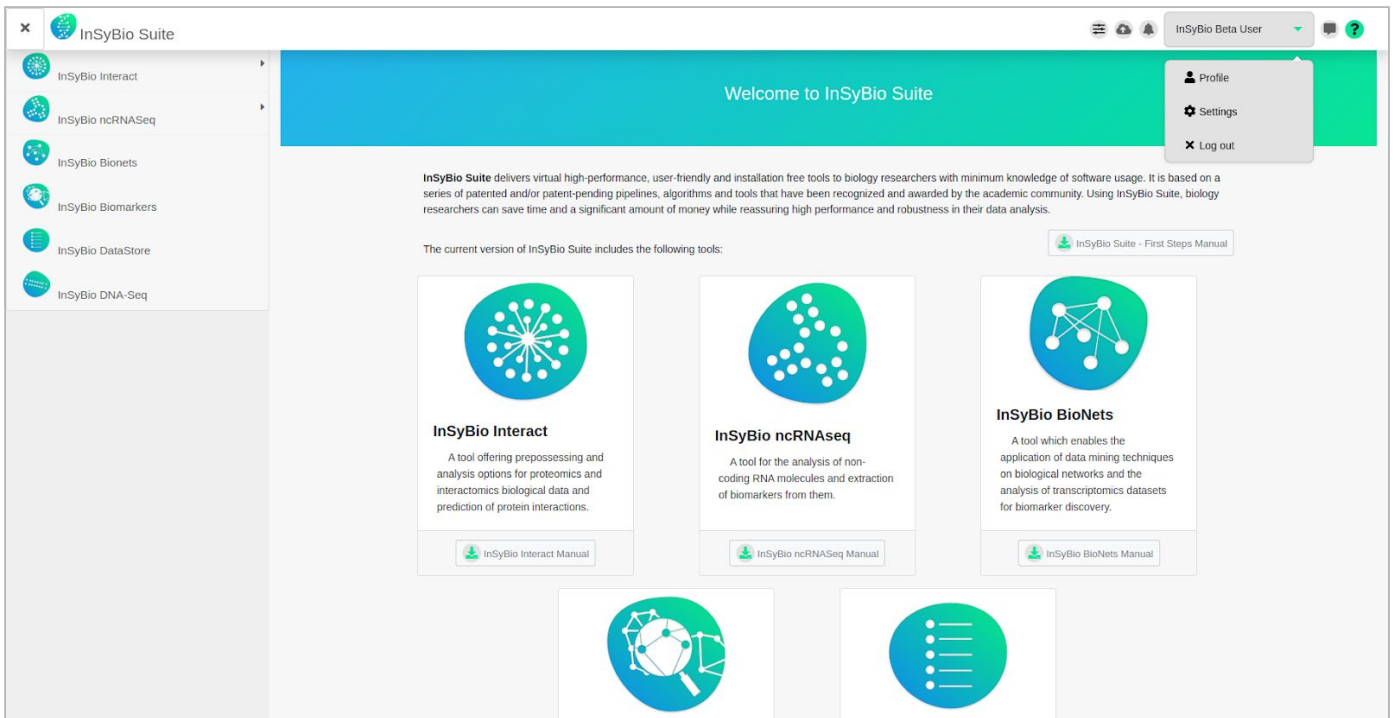 InSyBio Suite
InSyBio Beta User
?
Profile
Settings
Log out
InSyBio Interact
InSyBio ncRNASeq
InSyBio Bionets
InSyBio Biomarkers
InSyBio DataStore
InSyBio DNA-Seq
Welcome to InSyBio Suite
InSyBio Suite delivers virtual high-performance, user-friendly and installation free tools to biology researchers with minimum knowledge of software usage. It is based on a
series of patented and/or patent-pending pipelines, algorithms and tools that have been recognized and awarded by the academic community. Using InSyBio Suite, biology
researchers can save time and a significant amount of money while reassuring high performance and robustness in their data analysis.
The current version of InSyBio Suite includes the following tools:
InSyBio Suite - First Steps Manual
InSyBio Interact
A tool offering prepossessing and
analysis options for proteomics and
interactomics biological data and
prediction of protein interactions.
InSyBio Interact Manual
InSyBio ncRNAseq
A tool for the analysis of non-
coding RNA molecules and extraction
of biomarkers from them.
InSyBio ncRNASeq Manual
InSyBio BioNets
A tool which enables the
application of data mining techniques
on biological networks and the
analysis of transcriptomics datasets
for biomarker discovery.
InSyBio BioNets Manual